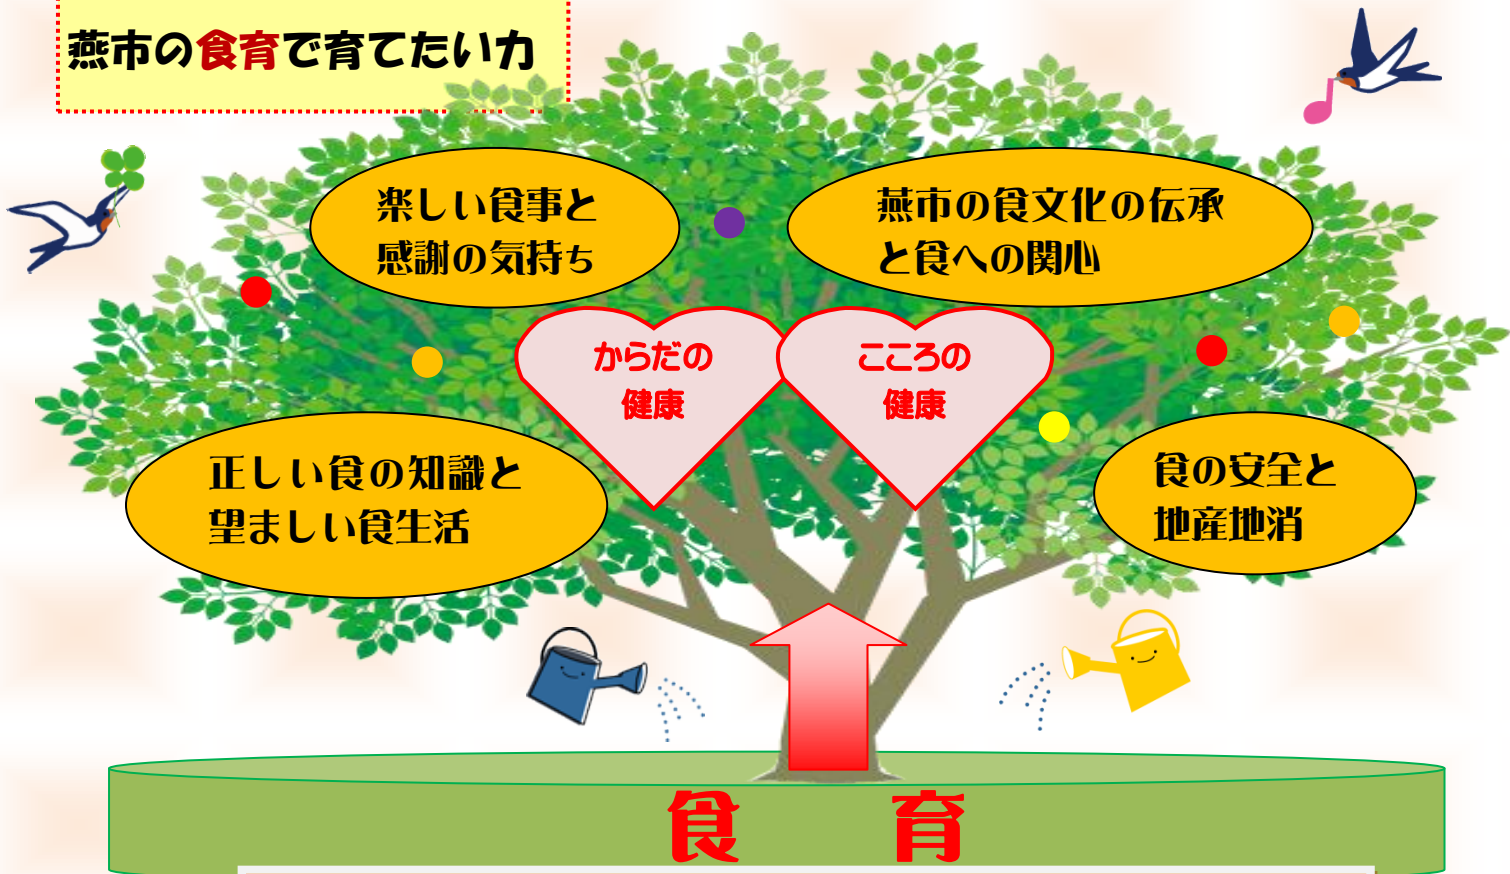 燕市の食育で育てたい力
楽しい食事と
感謝の気持ち
燕市の食文化の伝承
と食への関心
からだの
健康
こころの
健康
正しい食の知識と
望ましい食生活
食の安全と
地産地消
食　育